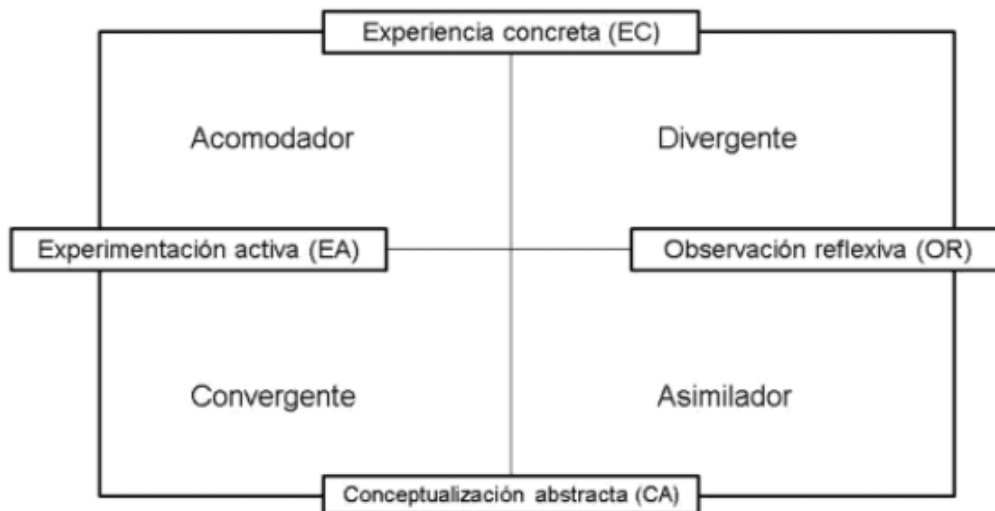 Experiencia concreta (EC)
Acomodador
Divergente
Experimentación activa (EA)
Observación reflexiva (OR)
Convergente
Asimilador
Conceptualización abstracta (CA)